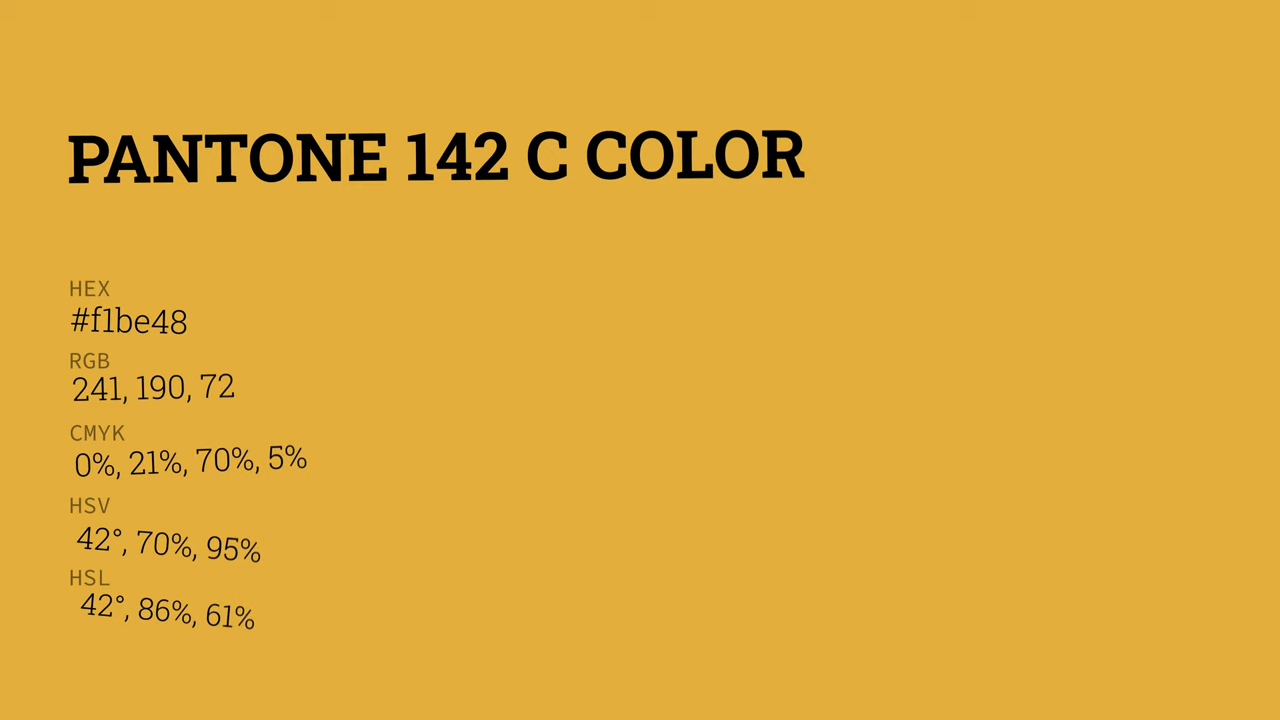 PANTONE 142 C COLOR
HEX
#f1be48
RGB
241, 190, 72
CMYK
0%, 21%, 70%, 5%
HSV
42°, 70%, 95%
HSL
42°, 86%, 61%